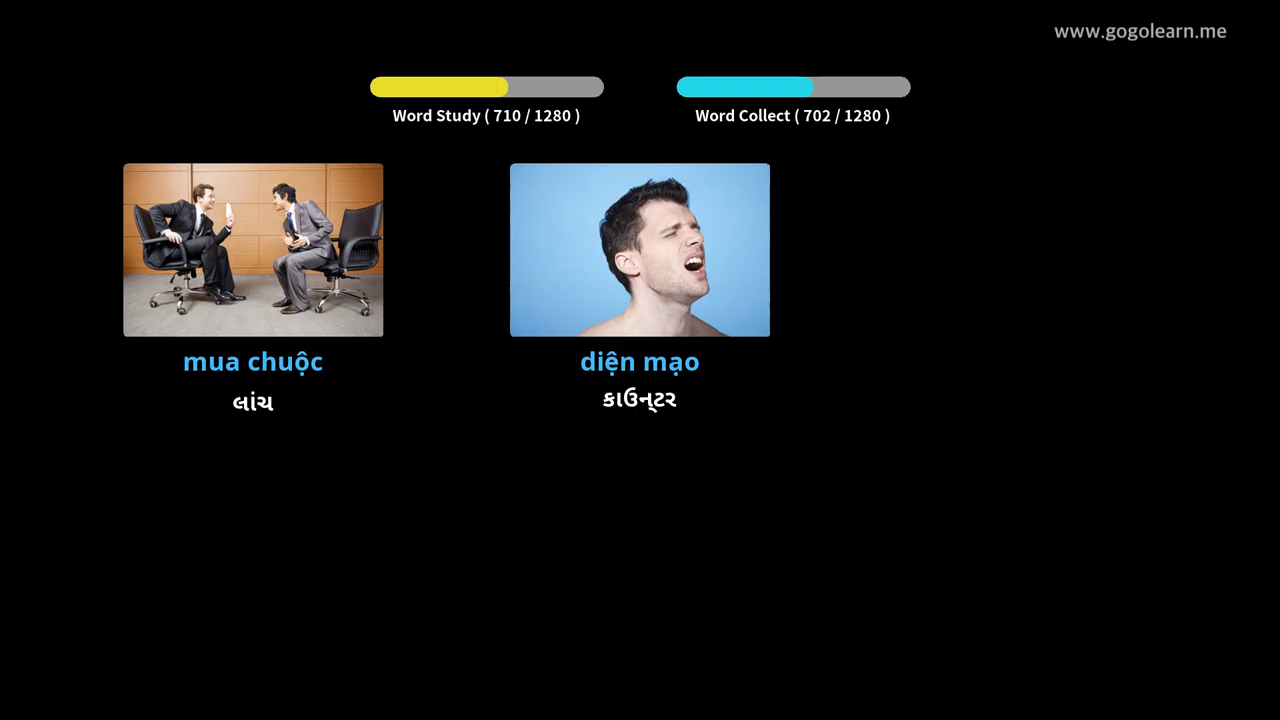 www.gogolearn.me
Word Study ( 710 / 1280 )
Word Collect ( 702 / 1280 )
mua chuộc
લાંચ
diện mạo
કાઉન્ટર